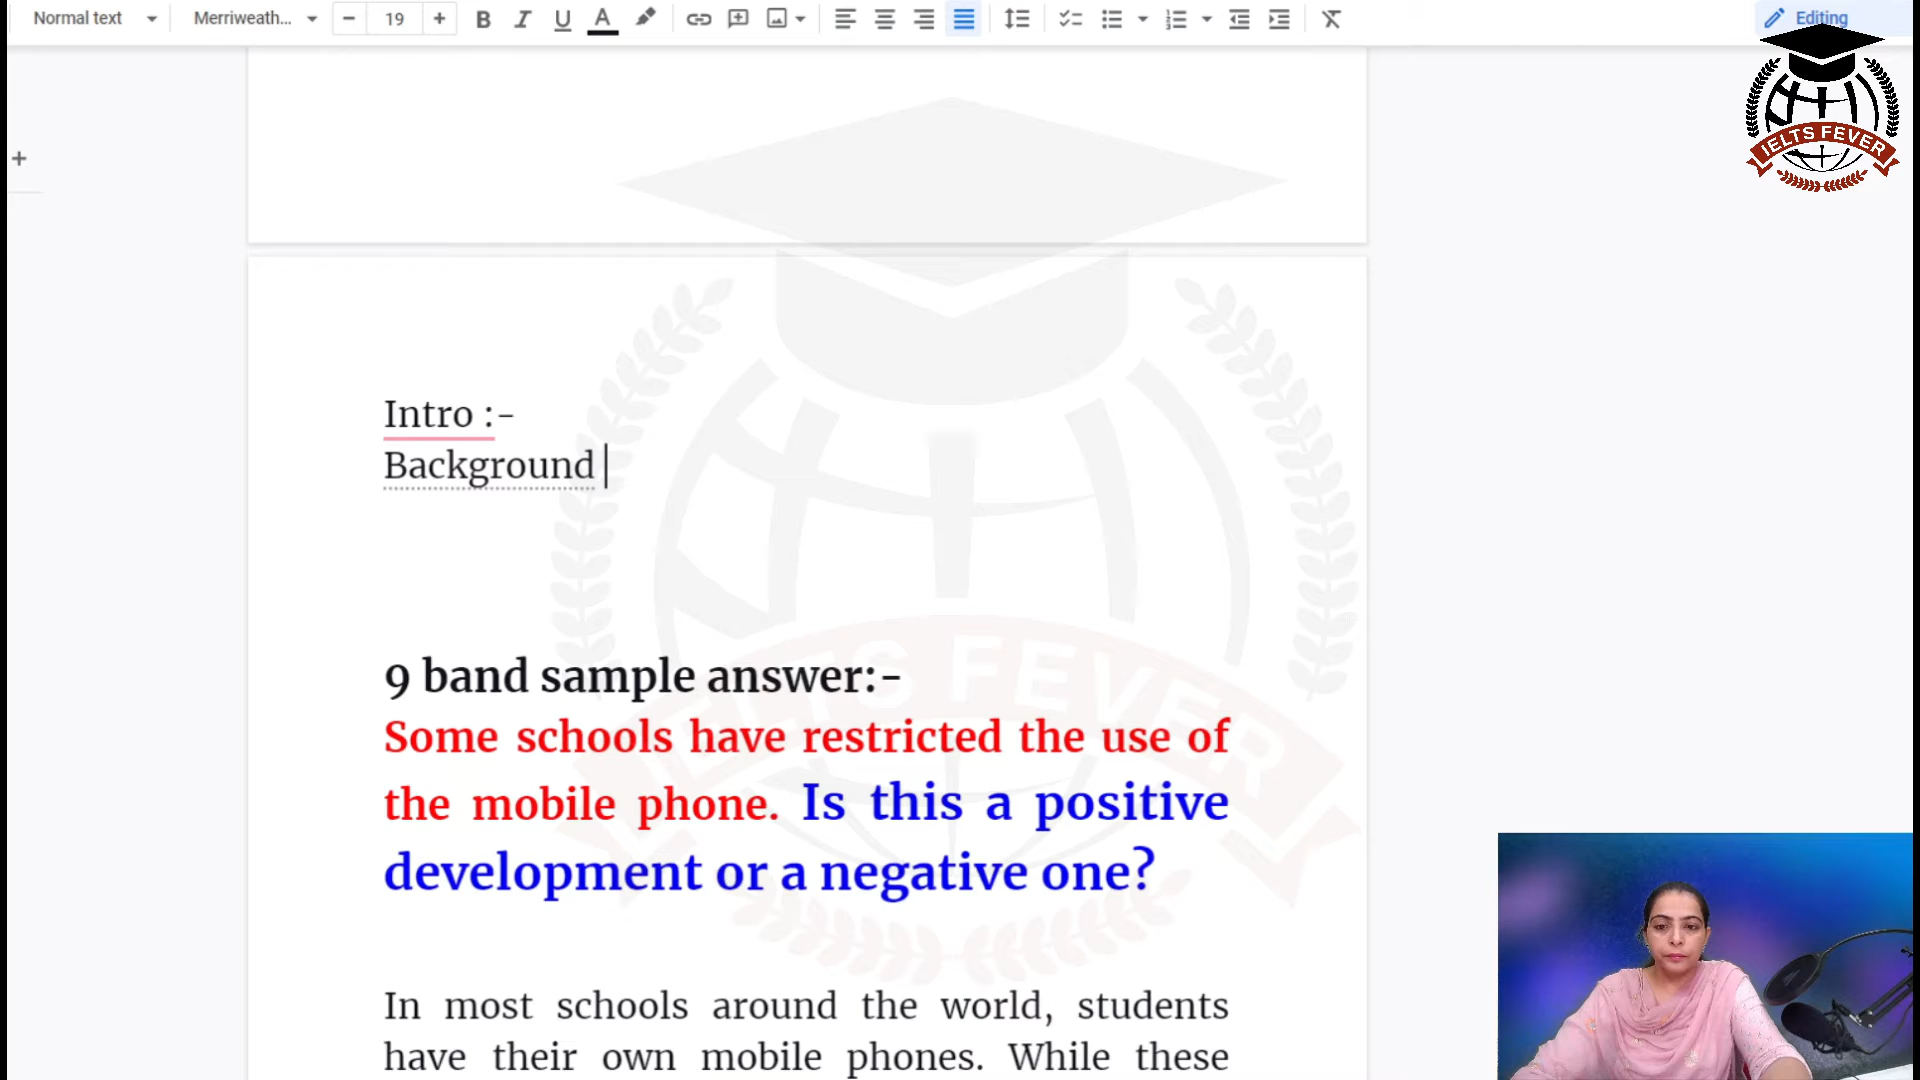 Normal text Merriweath... − 19 + B I U A Editing
IELTS FEVER
Intro :-
Background
9 band sample answer:-
Some schools have restricted the use of
the mobile phone. Is this a positive
development or a negative one?
In most schools around the world, students
have their own mobile phones. While these
IELTS FEVER